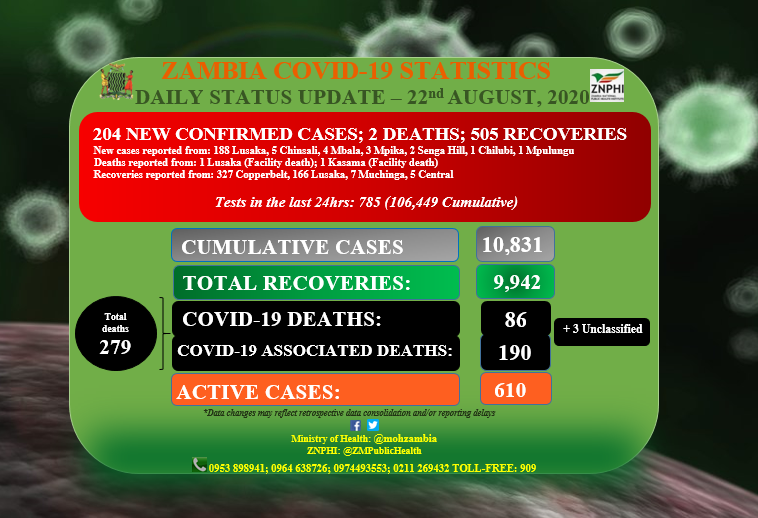 ZAMBIA COVID-19 STATISTICS
DAILY STATUS UPDATE – 22nd AUGUST, 2020
ZNPHI
204 NEW CONFIRMED CASES; 2 DEATHS; 505 RECOVERIES
New cases reported from: 188 Lusaka, 5 Chinsali, 4 Mbala, 3 Mpika, 2 Senga Hill, 1 Chilubi, 1 Mpulungu
Deaths reported from: 1 Lusaka (Facility death); 1 Kasama (Facility death)
Recoveries reported from: 327 Copperbelt, 166 Lusaka, 7 Muchinga, 5 Central
Tests in the last 24hrs: 785 (106,449 Cumulative)
CUMULATIVE CASES 10,831
TOTAL RECOVERIES: 9,942
Total deaths 279
COVID-19 DEATHS: 86
COVID-19 ASSOCIATED DEATHS: 190
+ 3 Unclassified
ACTIVE CASES: 610
*Data changes may reflect retrospective data consolidation and/or reporting delays
Ministry of Health: @mohzambia
ZNPHI: @ZMPublicHealth
0953 898941; 0964 638726; 0974493553; 0211 269432 TOLL-FREE: 909